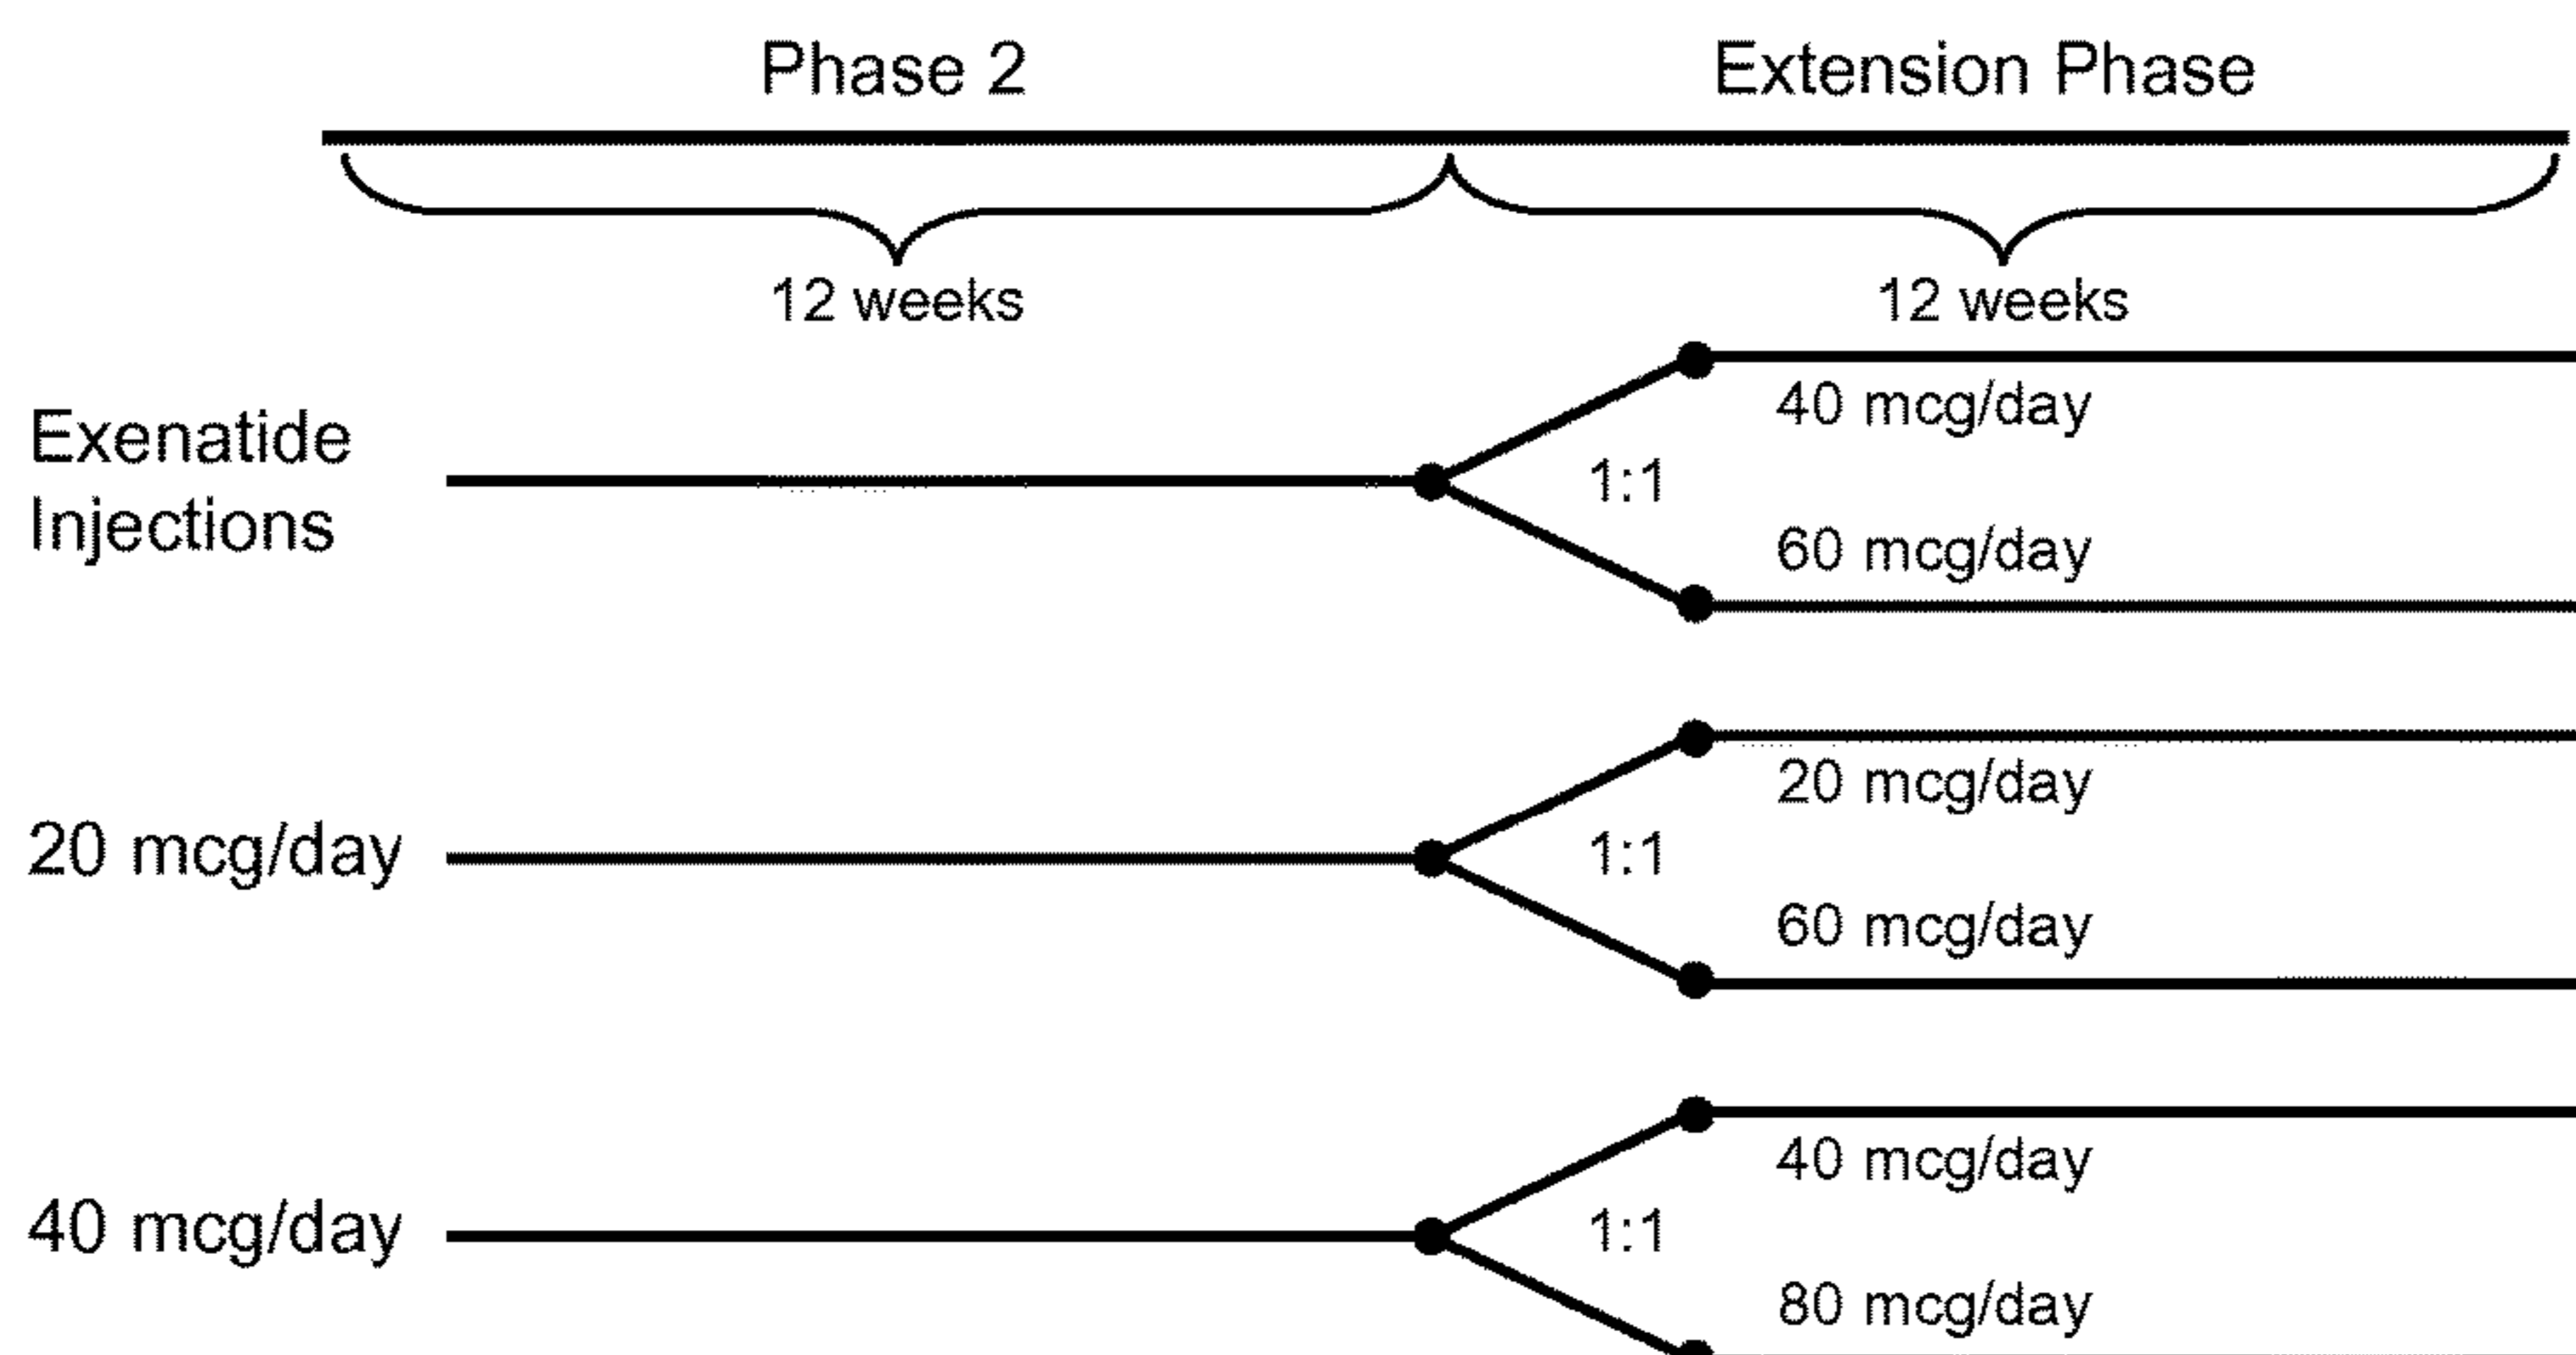 Phase 2
Extension Phase
12 weeks
12 weeks
Exenatide
Injections
40 mcg/day
1:1
60 mcg/day
20 mcg/day
20 mcg/day
1:1
60 mcg/day
40 mcg/day
40 mcg/day
1:1
80 mcg/day